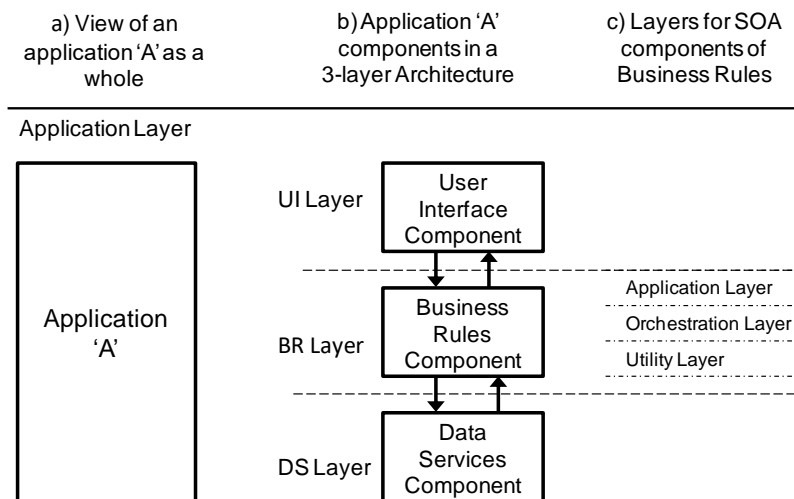 a) View of an
application ‘A’ as a
whole
b) Application ‘A’
components in a
3-layer Architecture
c) Layers for SOA
components of
Business Rules
Application Layer
Application
‘A’
UI Layer
User
Interface
Component
BR Layer
Business
Rules
Component
Application Layer
Orchestration Layer
Utility Layer
DS Layer
Data
Services
Component